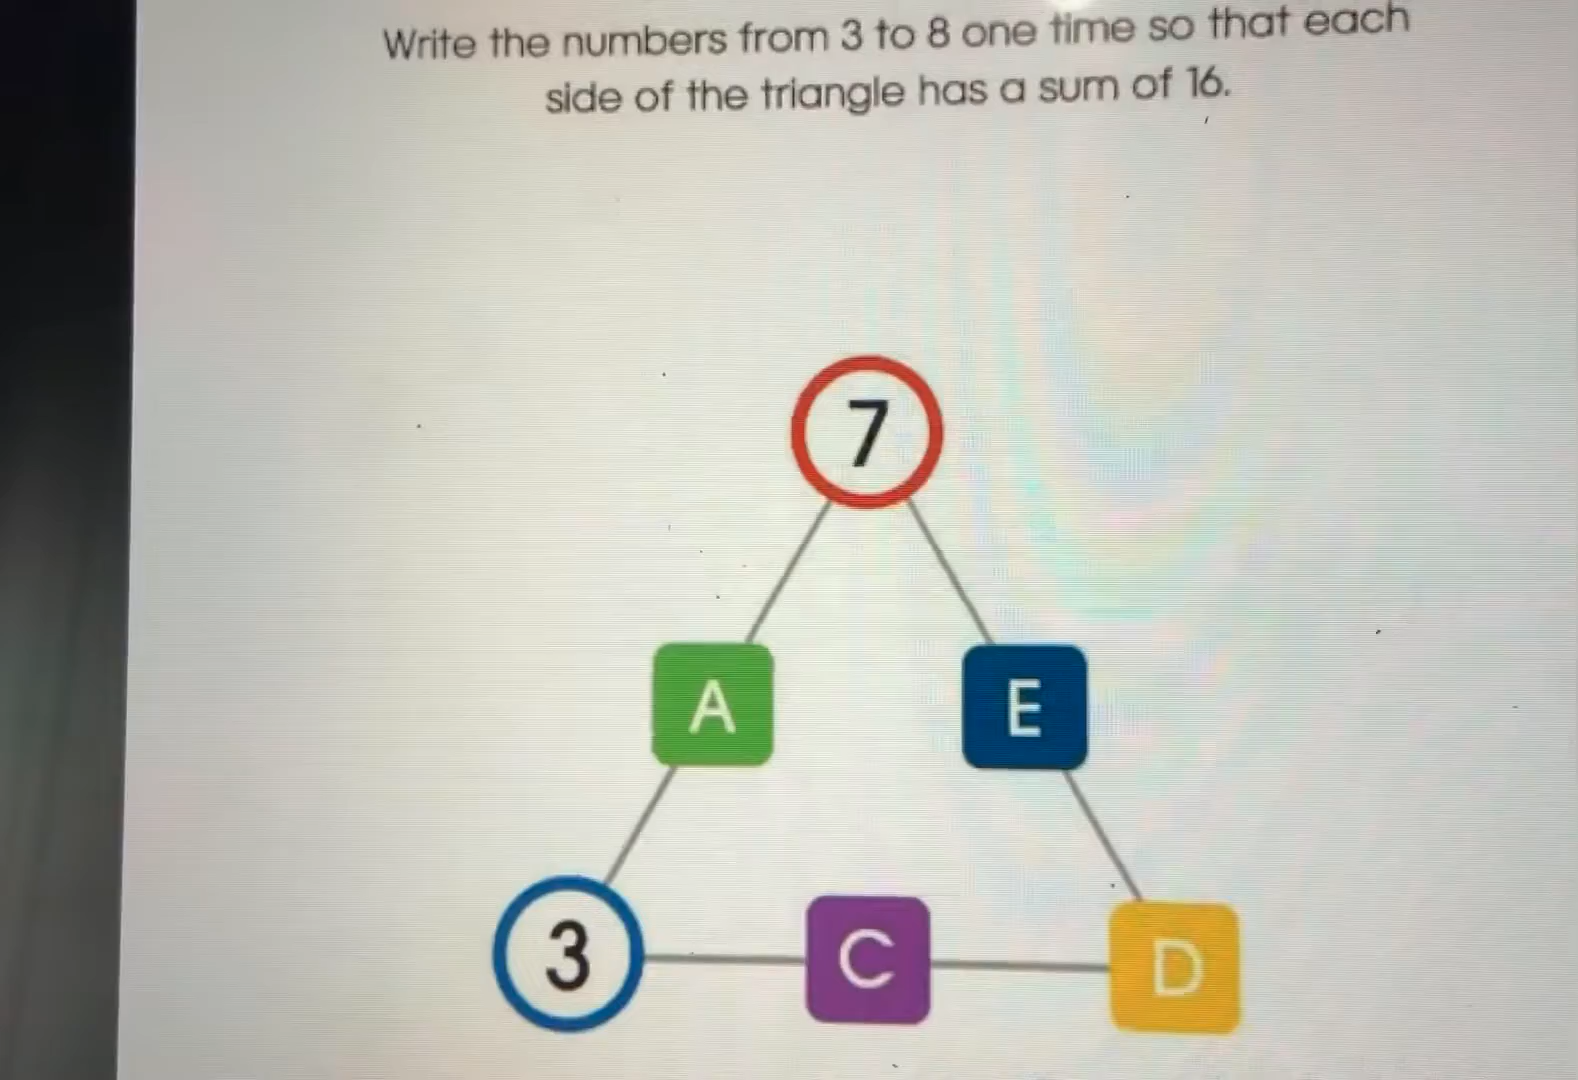 Write the numbers from 3 to 8 one time so that each
side of the triangle has a sum of 16.
7
A
E
3
C
D